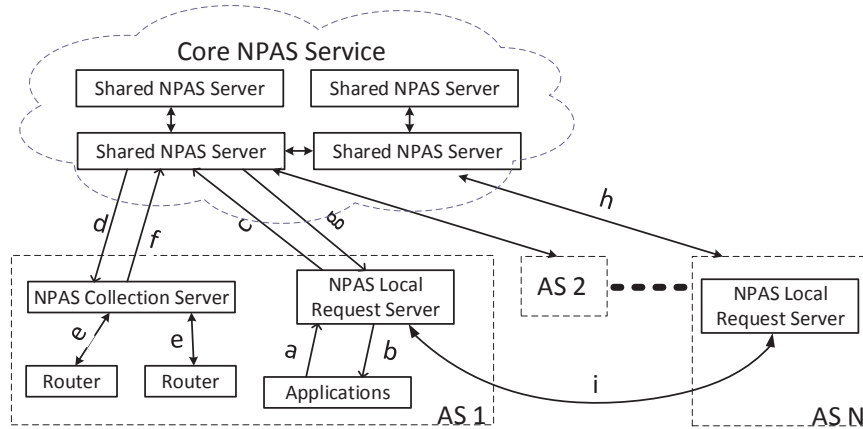 Core NPAS Service
Shared NPAS Server
Shared NPAS Server
Shared NPAS Server
Shared NPAS Server
d
f
c
g
h
NPAS Collection Server
NPAS Local
Request Server
AS 2
NPAS Local
Request Server
e
e
a
b
i
Router
Router
Applications
AS 1
AS N